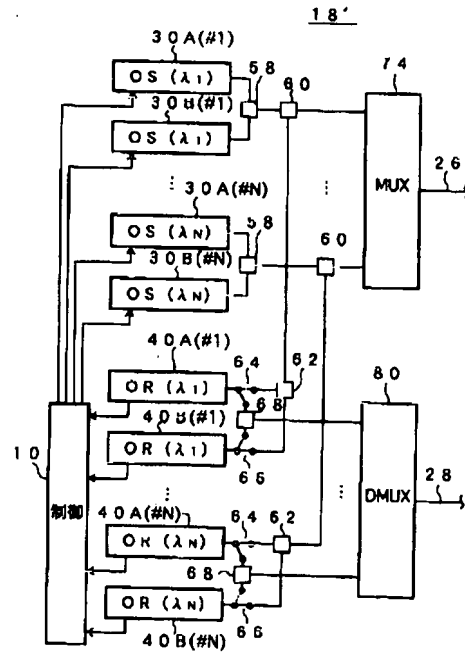 18'
30A(#1)
OS (λ1)
58
60
74
30B(#1)
OS (λ1)
MUX
26
30A(#N)
OS (λN)
58
60
30B(#N)
OS (λN)
40A(#1)
64
62
80
OR (λ1)
68
40B(#1)
10
OR (λ1)
66
DMUX
28
制御
40A(#N)
64
62
OR (λN)
68
OR (λN)
66
40B(#N)